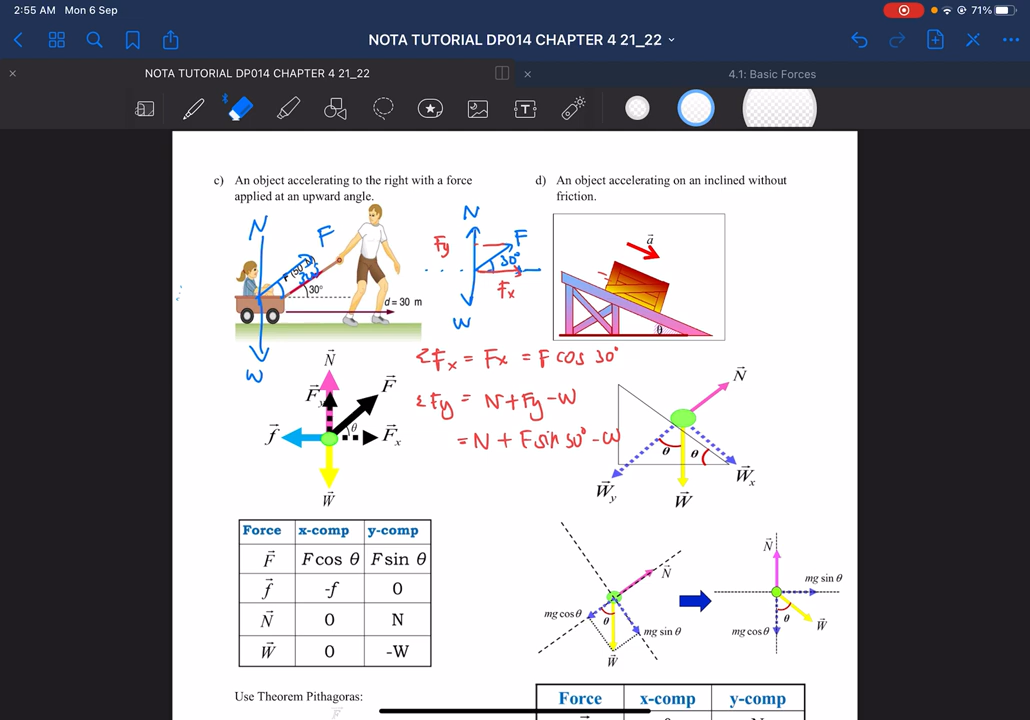 2:55 AM Mon 6 Sep
71%
NOTA TUTORIAL DP014 CHAPTER 4 21_22
NOTA TUTORIAL DP014 CHAPTER 4 21_22
4.1: Basic Forces
c) An object accelerating to the right with a force
applied at an upward angle.
d) An object accelerating on an inclined without
friction.
N
F
30°
d = 30 m
W
N
Fy
F
30°
Fx
W
a
θ
ΣFx = Fx = F cos 30°
ΣFy = N + Fy - W
= N + F sin 30° - W
N
Fy
F
f
θ
Fx
W
N
θ
θ
Wy
W
Wx
Force x-comp y-comp
F F cos θ F sin θ
f -f 0
N 0 N
W 0 -W
N
mg cos θ
θ
mg sin θ
W
N
mg sin θ
mg cos θ
θ
W
Use Theorem Pithagoras:
F
Force x-comp y-comp